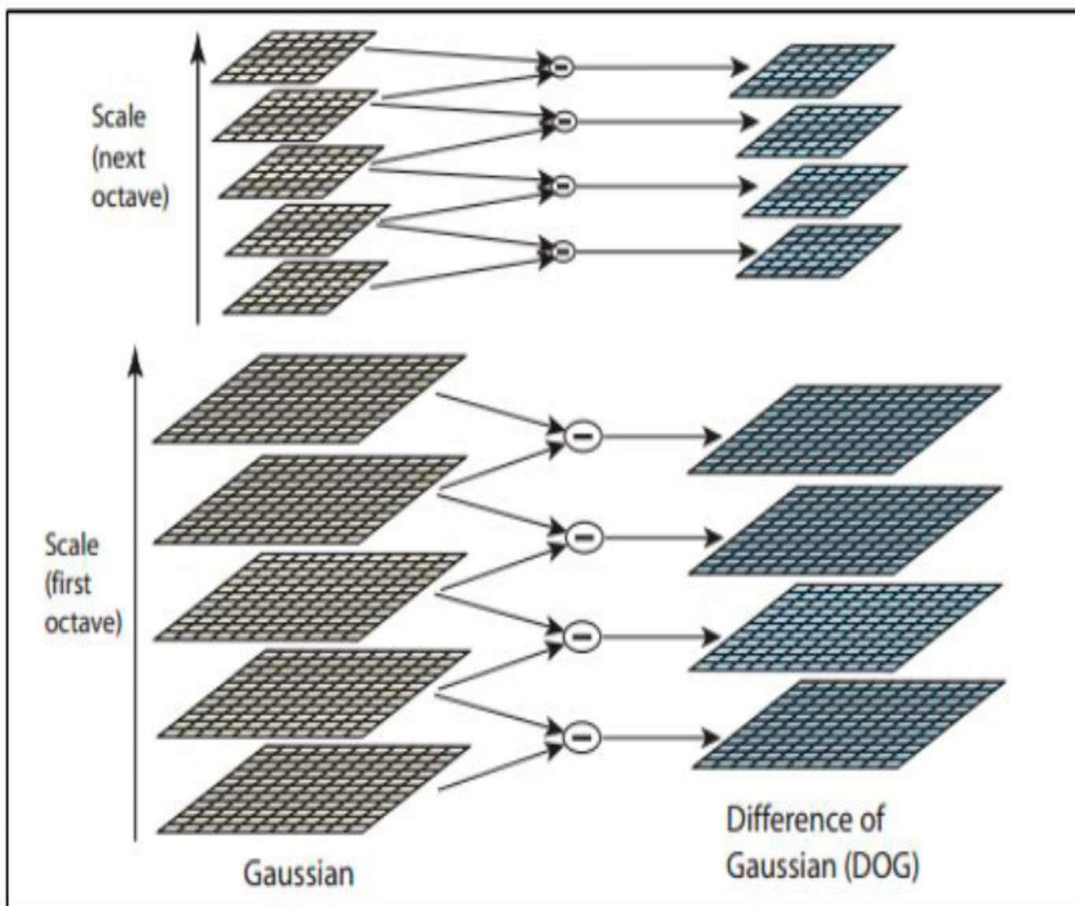 Scale
(next
octave)
Scale
(first
octave)
Gaussian
Difference of
Gaussian (DOG)